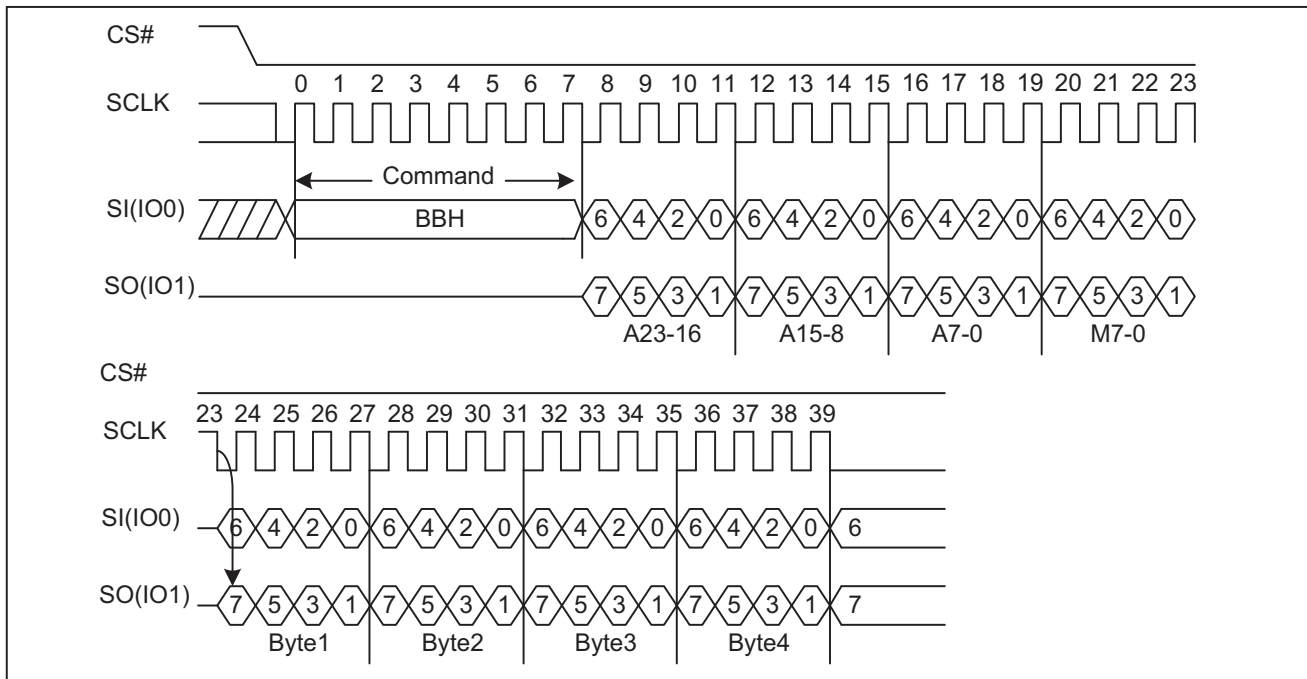 CS#
0 1 2 3 4 5 6 7 8 9 10 11 12 13 14 15 16 17 18 19 20 21 22 23
SCLK
Command
SI(IO0)
BBH
6 4 2 0 6 4 2 0 6 4 2 0 6 4 2 0
SO(IO1)
7 5 3 1 7 5 3 1 7 5 3 1 7 5 3 1
A23-16 A15-8 A7-0 M7-0
CS#
23 24 25 26 27 28 29 30 31 32 33 34 35 36 37 38 39
SCLK
SI(IO0)
6 4 2 0 6 4 2 0 6 4 2 0 6 4 2 0 6
SO(IO1)
7 5 3 1 7 5 3 1 7 5 3 1 7 5 3 1 7
Byte1 Byte2 Byte3 Byte4